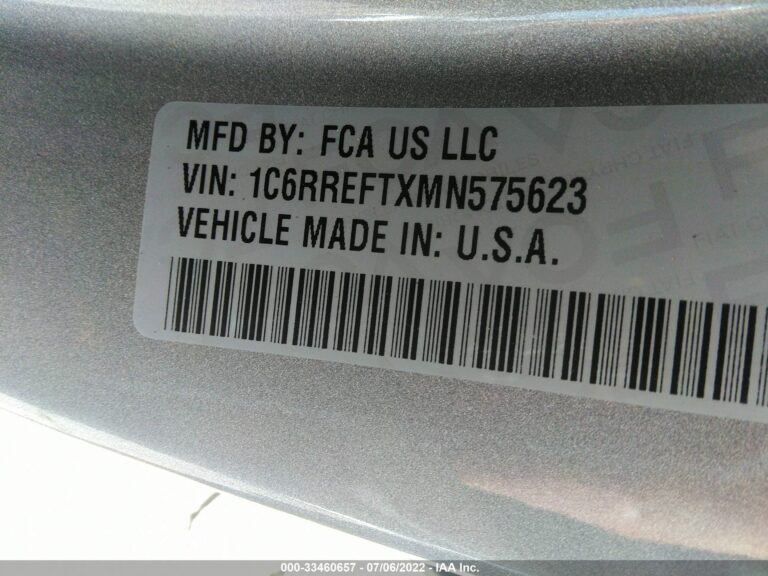 MFD BY: FCA US LLC
VIN: 1C6RREFTXMN575623
VEHICLE MADE IN: U.S.A.
000-33460657 - 07/06/2022 - IAA Inc.